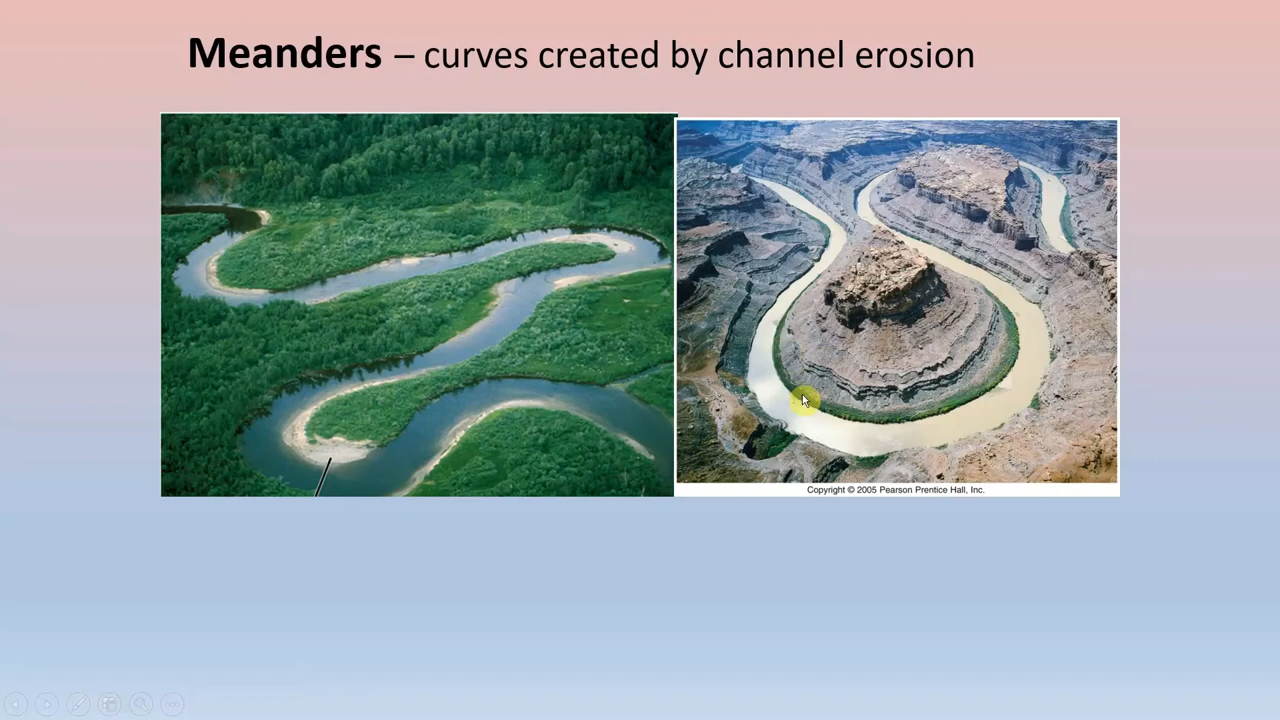 Meanders – curves created by channel erosion
Copyright © 2005 Pearson Prentice Hall, Inc.